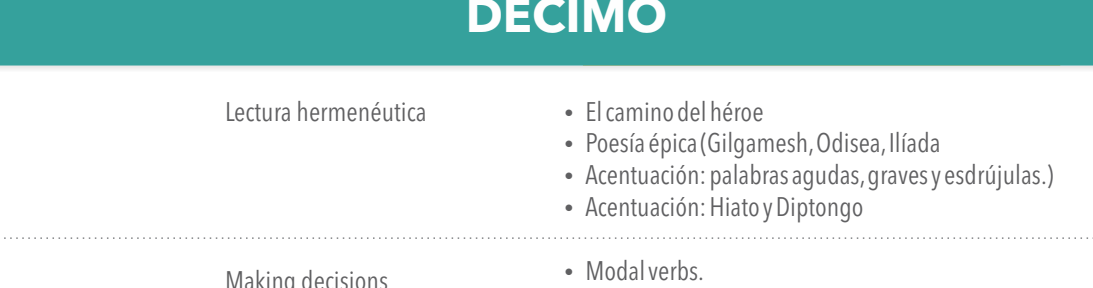 DÉCIMO
Lectura hermenéutica
• El camino del héroe
• Poesía épica (Gilgamesh, Odisea, Ilíada
• Acentuación: palabras agudas, graves y esdrújulas.)
• Acentuación: Hiato y Diptongo
Making decisions
• Modal verbs.